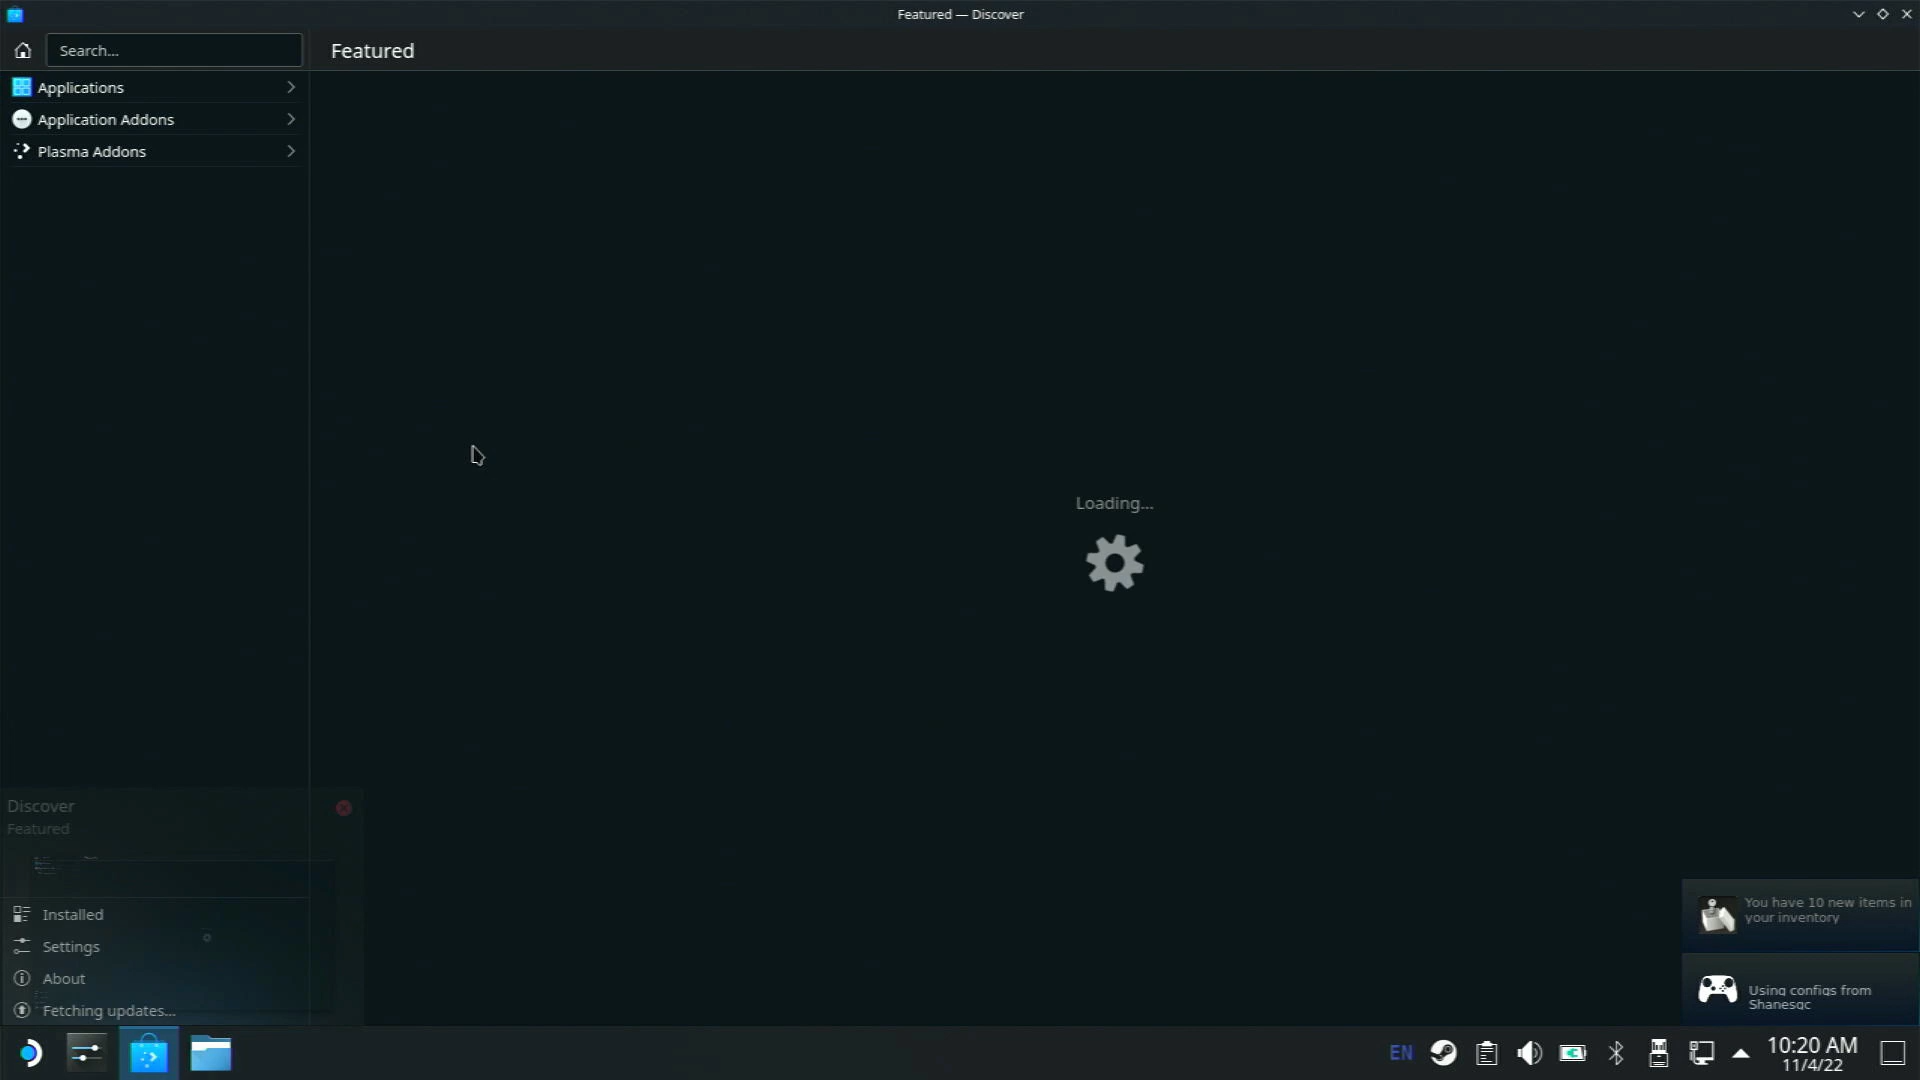 Featured — Discover
Search...
Featured
Applications
Application Addons
Plasma Addons
Loading...
Discover
Featured
Installed
Settings
About
Fetching updates...
You have 10 new items in
your inventory
Using configs from
Shanesgc
EN
10:20 AM
11/4/22